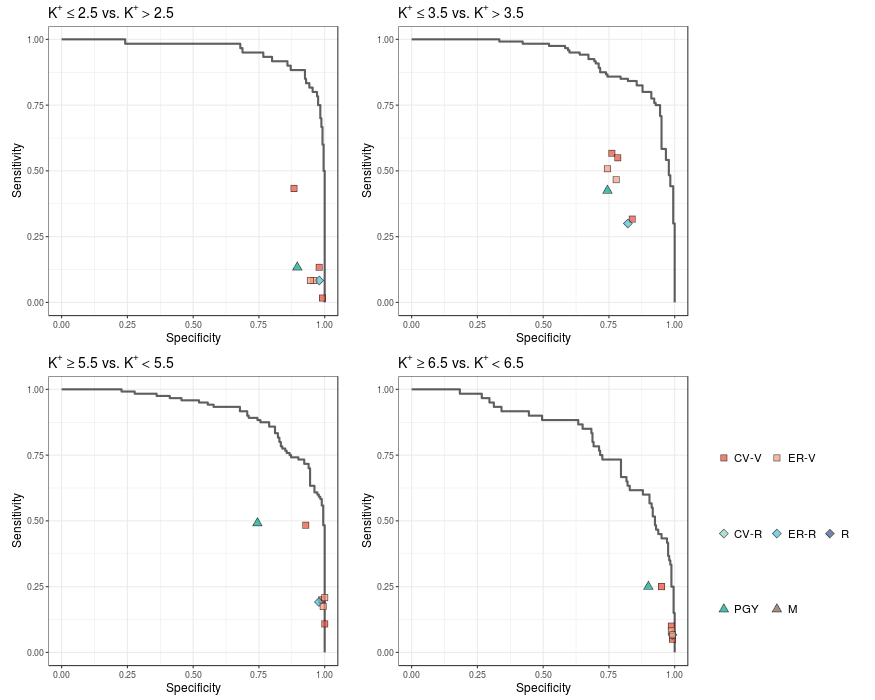 K⁺ ≤ 2.5 vs. K⁺ > 2.5
1.00
0.75
0.50
0.25
0.00
Sensitivity
0.00 0.25 0.50 0.75 1.00
Specificity
K⁺ ≤ 3.5 vs. K⁺ > 3.5
1.00
0.75
0.50
0.25
0.00
Sensitivity
0.00 0.25 0.50 0.75 1.00
Specificity
K⁺ ≥ 5.5 vs. K⁺ < 5.5
1.00
0.75
0.50
0.25
0.00
Sensitivity
0.00 0.25 0.50 0.75 1.00
Specificity
K⁺ ≥ 6.5 vs. K⁺ < 6.5
1.00
0.75
0.50
0.25
0.00
Sensitivity
0.00 0.25 0.50 0.75 1.00
Specificity
CV-V ER-V
CV-R ER-R R
PGY M